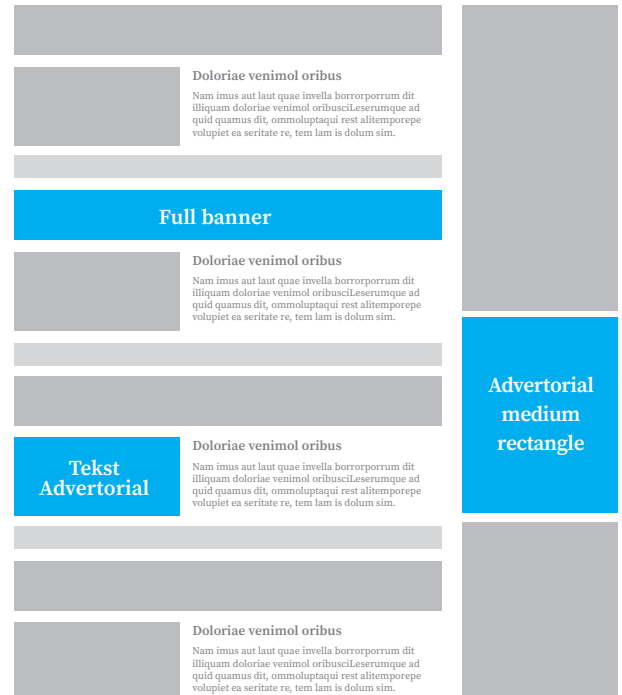 Doloriae venimol oribus
Nam imus aut laut quae invella borrorporrum dit
illiquam doloriae venimol oribusciLeserumque ad
quid quamus dit, ommoluptaqui rest alitemporepe
volupiet ea seritate re, tem lam is dolum sim.
Full banner
Doloriae venimol oribus
Nam imus aut laut quae invella borrorporrum dit
illiquam doloriae venimol oribusciLeserumque ad
quid quamus dit, ommoluptaqui rest alitemporepe
volupiet ea seritate re, tem lam is dolum sim.
Tekst
Advertorial
Doloriae venimol oribus
Nam imus aut laut quae invella borrorporrum dit
illiquam doloriae venimol oribusciLeserumque ad
quid quamus dit, ommoluptaqui rest alitemporepe
volupiet ea seritate re, tem lam is dolum sim.
Doloriae venimol oribus
Nam imus aut laut quae invella borrorporrum dit
illiquam doloriae venimol oribusciLeserumque ad
quid quamus dit, ommoluptaqui rest alitemporepe
volupiet ea seritate re, tem lam is dolum sim.
Advertorial
medium
rectangle